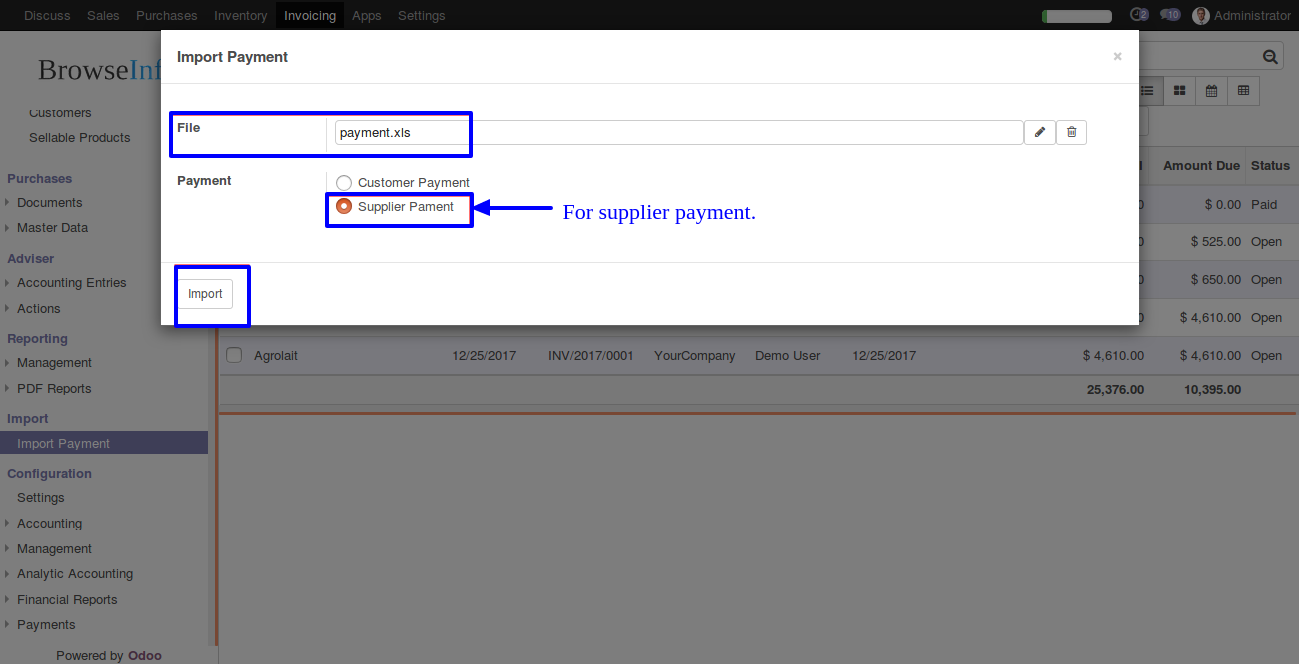 Discuss Sales Purchases Inventory Invoicing Apps Settings 2 10 Administrator
BrowseInf
Import Payment ×
File payment.xls
Payment Customer Payment
Supplier Pament
For supplier payment.
Import
Customers
Sellable Products
Purchases
Documents
Master Data
Adviser
Accounting Entries
Actions
Reporting
Management
PDF Reports
Import
Import Payment
Configuration
Settings
Accounting
Management
Analytic Accounting
Financial Reports
Payments
Powered by Odoo
Amount Due Status
0 $ 0.00 Paid
0 $ 525.00 Open
0 $ 650.00 Open
0 $ 4,610.00 Open
Agrolait 12/25/2017 INV/2017/0001 YourCompany Demo User 12/25/2017 $ 4,610.00 $ 4,610.00 Open
25,376.00 10,395.00